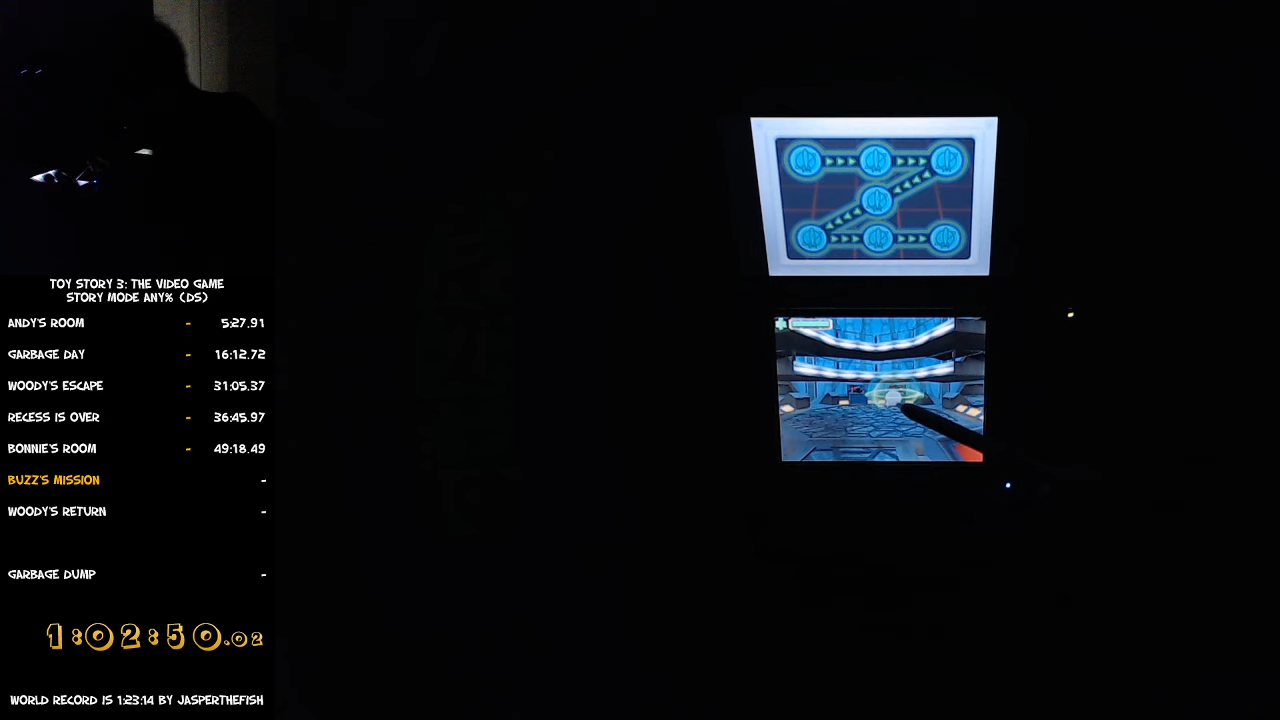 TOY STORY 3: THE VIDEO GAME
STORY MODE ANY% (DS)
ANDY'S ROOM - 5:27.91
GARBAGE DAY - 16:12.72
WOODY'S ESCAPE - 31:05.37
RECESS IS OVER - 36:45.97
BONNIE'S ROOM - 49:18.49
BUZZ'S MISSION -
WOODY'S RETURN -
GARBAGE DUMP -
1:02:50.02
WORLD RECORD IS 1:23:14 BY JASPERTHEFISH